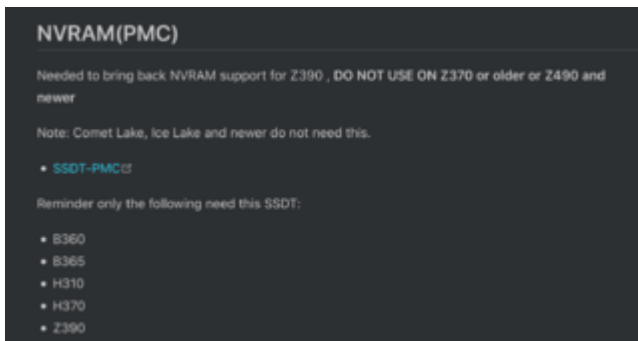 NVRAM(PMC)
Needed to bring back NVRAM support for Z390 , DO NOT USE ON Z370 or older or Z490 and
newer
Note: Comet Lake, Ice Lake and newer do not need this.
• SSDT-PMC
Reminder only the following need this SSDT:
• B360
• B365
• H310
• H370
• Z390